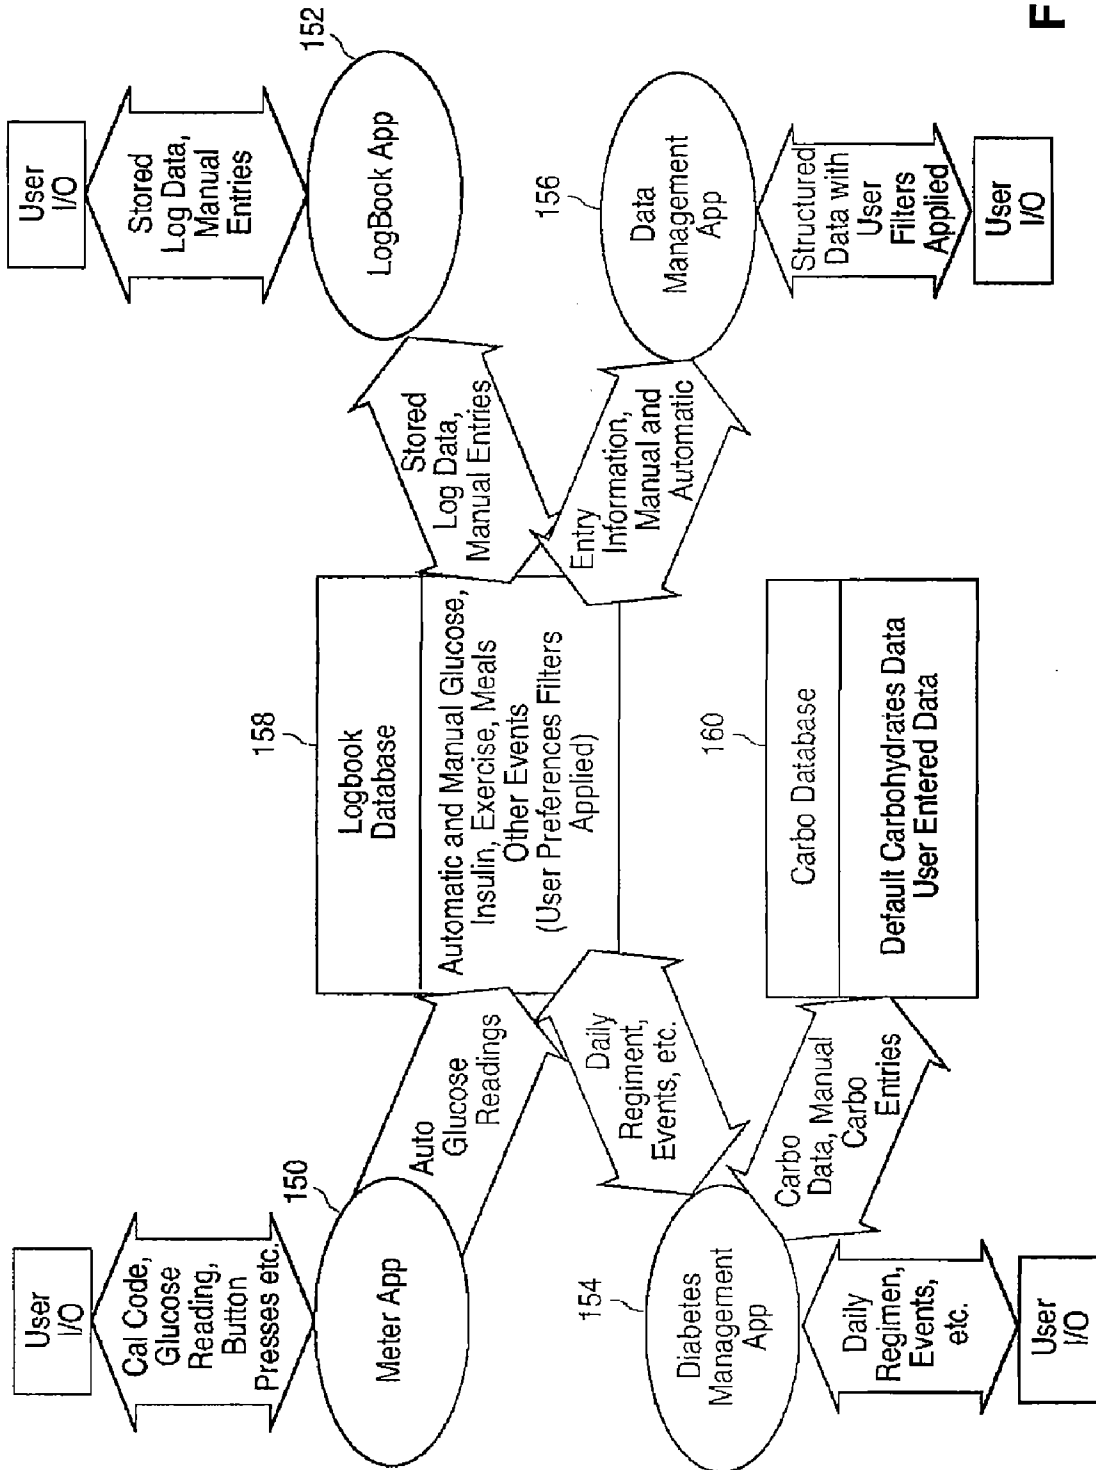 User
I/O
Cal Code,
Glucose
Reading,
Button
Presses etc.
150
Meter App
Auto
Glucose
Readings
158
Logbook
Database
Automatic and Manual Glucose,
Insulin, Exercise, Meals
Other Events
(User Preferences Filters
Applied)
Stored
Log Data,
Manual Entries
User
I/O
Stored
Log Data,
Manual
Entries
152
LogBook App
154
Diabetes
Management
App
Daily
Regiment,
Events, etc.
Daily
Regimen,
Events,
etc.
User
I/O
Carbo
Data, Manual
Carbo
Entries
160
Carbo Database
Default Carbohydrates Data
User Entered Data
Entry
Information,
Manual and
Automatic
156
Data
Management
App
Structured
Data with
User
Filters
Applied
User
I/O
F